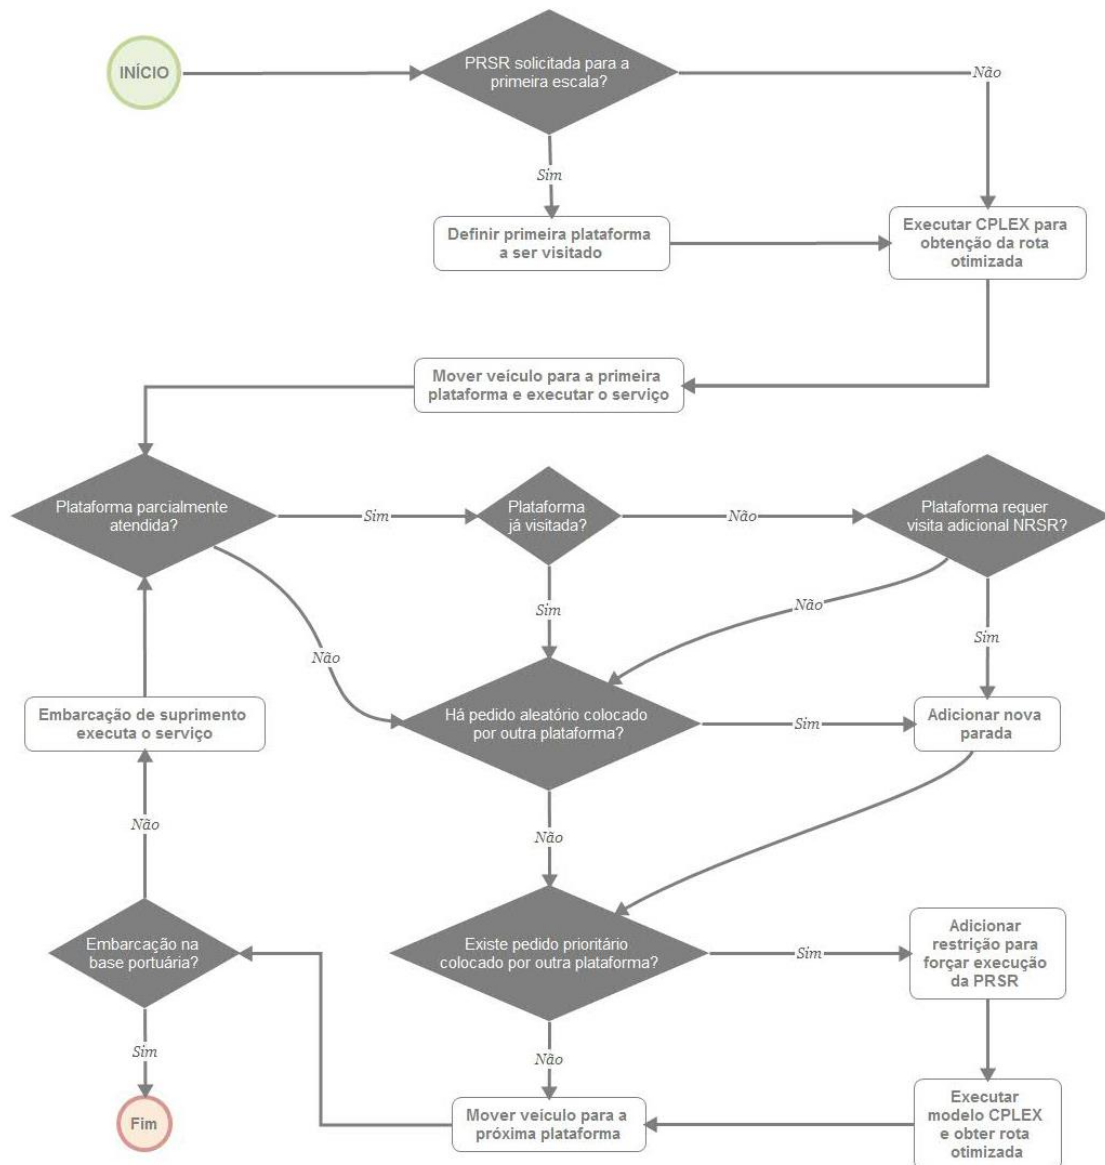 INÍCIO
PRSR solicitada para a
primeira escala?
Não
Sim
Definir primeira plataforma
a ser visitado
Executar CPLEX para
obtenção da rota
otimizada
Mover veículo para a primeira
plataforma e executar o serviço
Plataforma parcialmente
atendida?
Sim
Plataforma
já visitada?
Não
Plataforma requer
visita adicional NRSR?
Sim
Não
Sim
Não
Embarcação de suprimento
executa o serviço
Há pedido aleatório colocado
por outra plataforma?
Sim
Adicionar nova
parada
Não
Não
Embarcação na
base portuária?
Existe pedido prioritário
colocado por outra plataforma?
Sim
Adicionar
restrição para
forçar execução
da PRSR
Sim
Não
Fim
Mover veículo para a
próxima plataforma
Executar
modelo CPLEX
e obter rota
otimizada